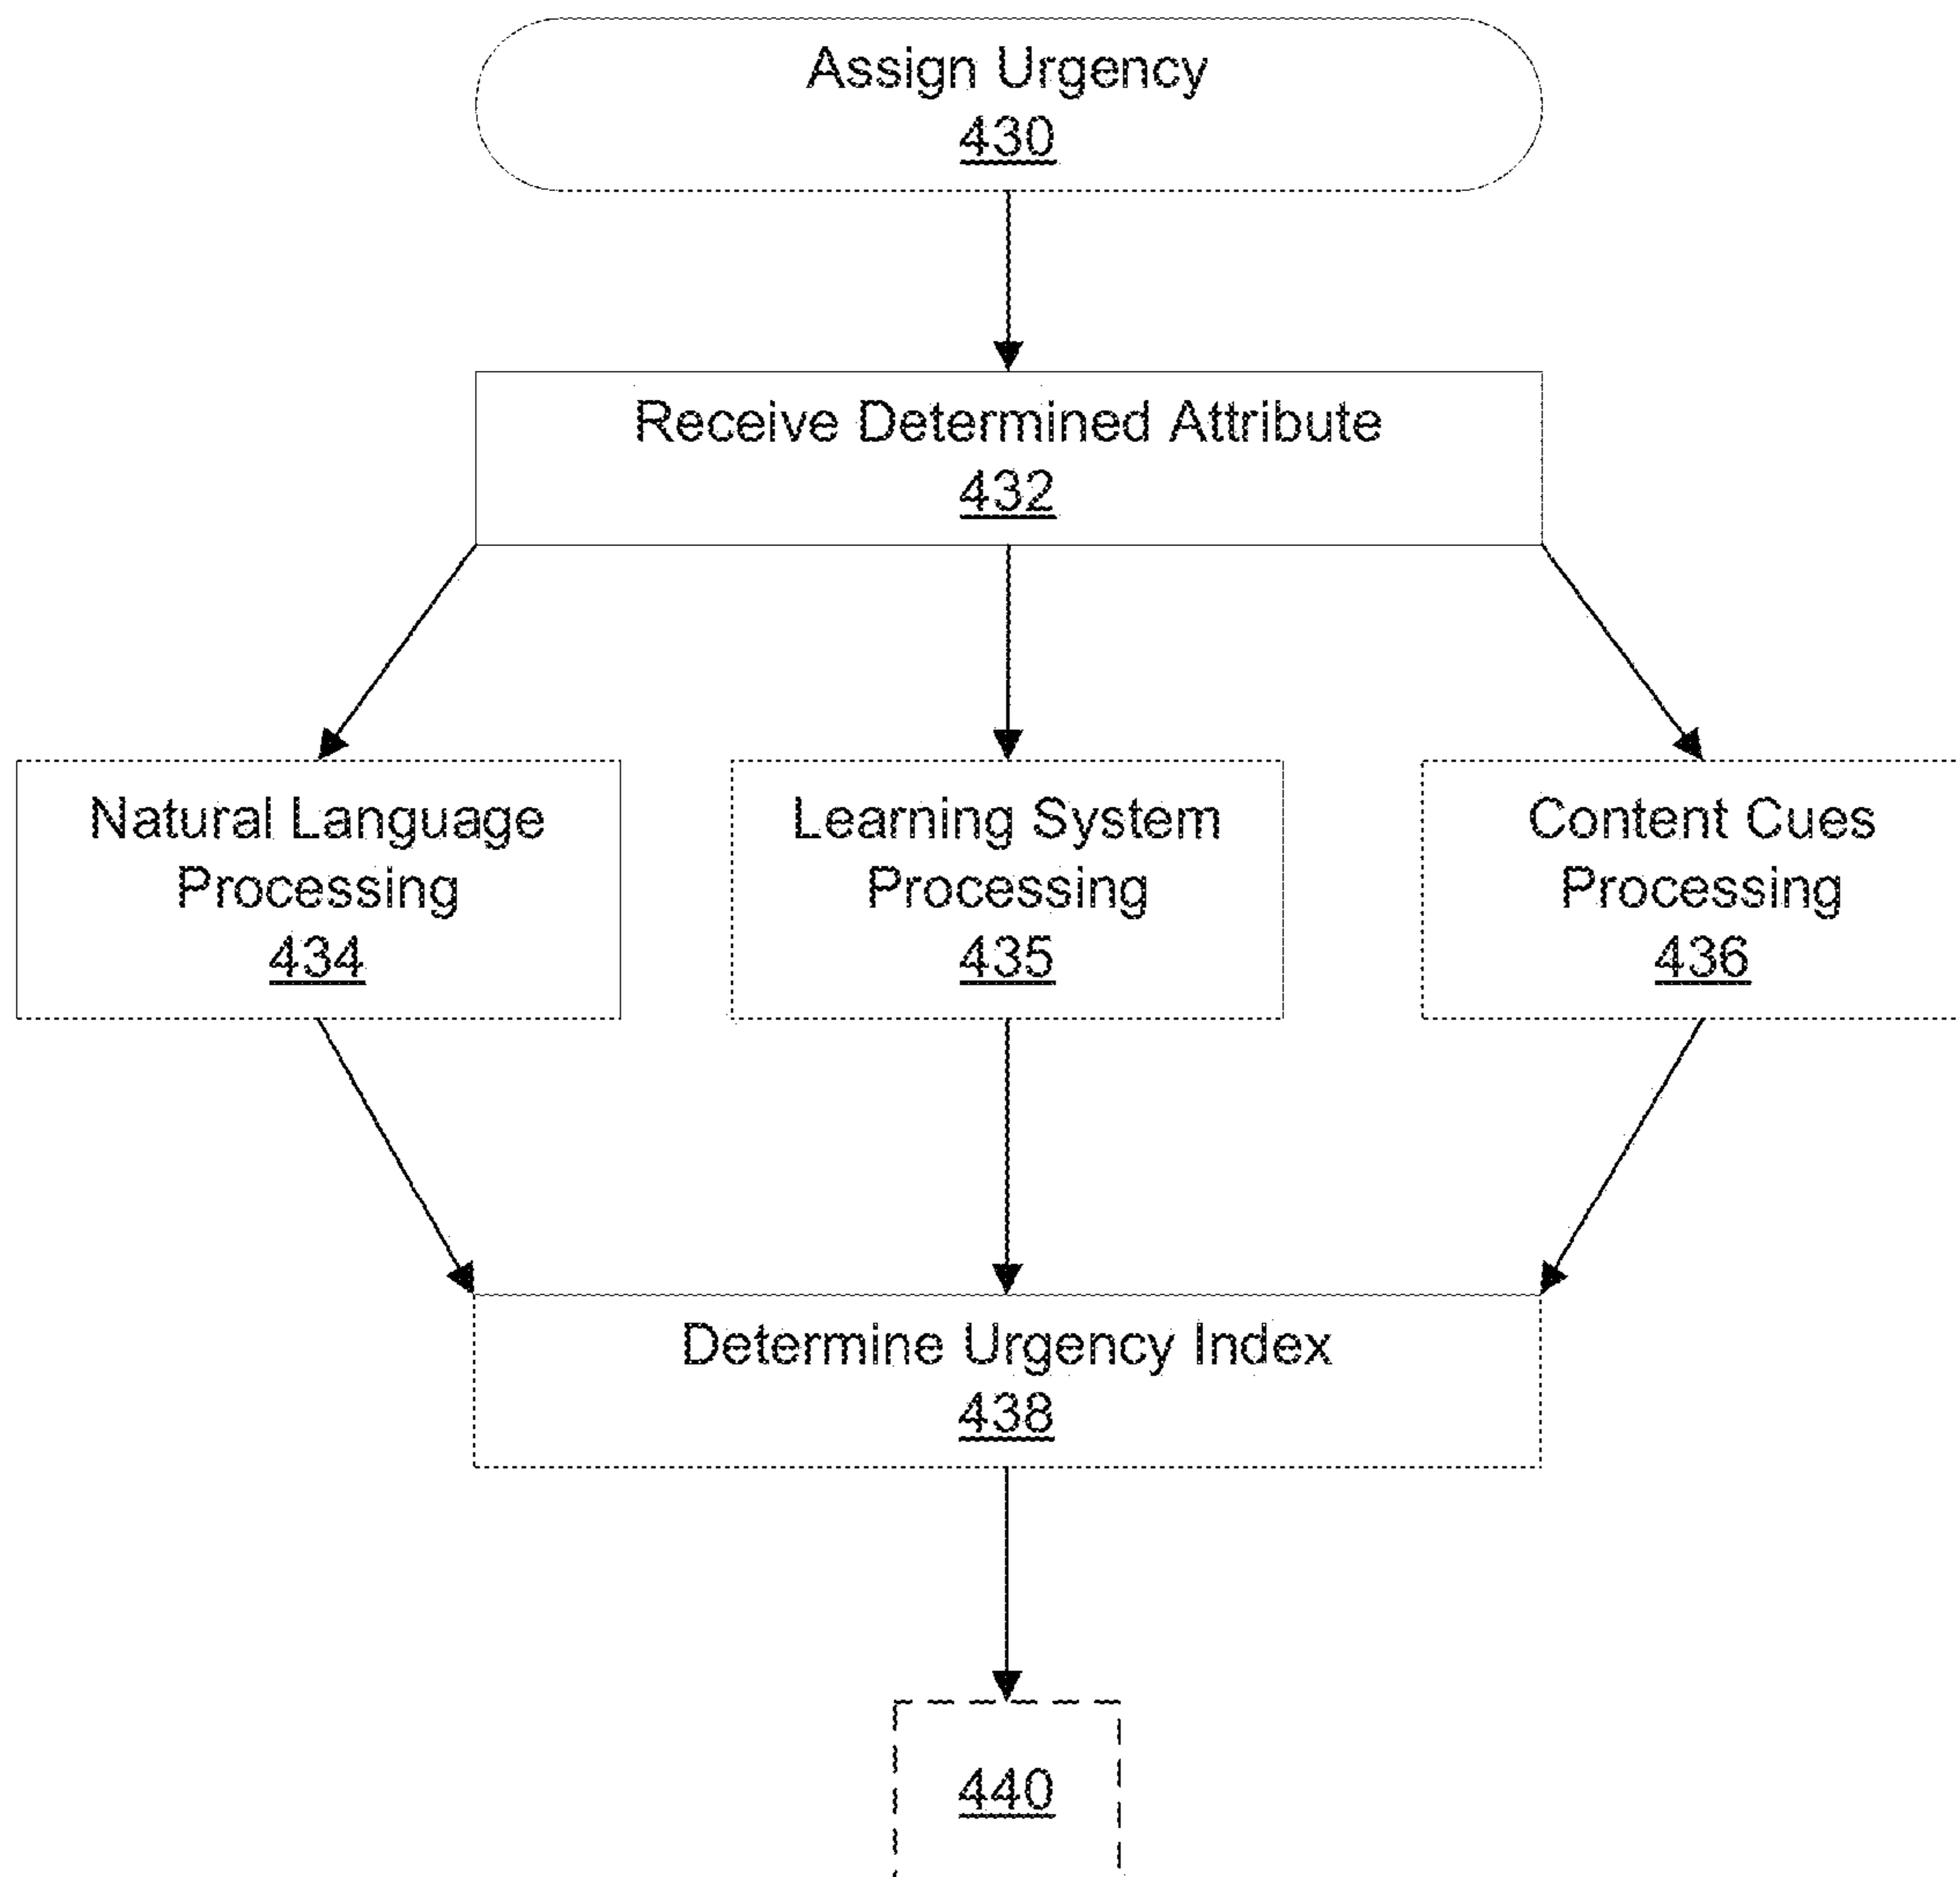 Assign Urgency
430
Receive Determined Attribute
432
Natural Language
Processing
434
Learning System
Processing
435
Content Cues
Processing
436
Determine Urgency Index
438
440